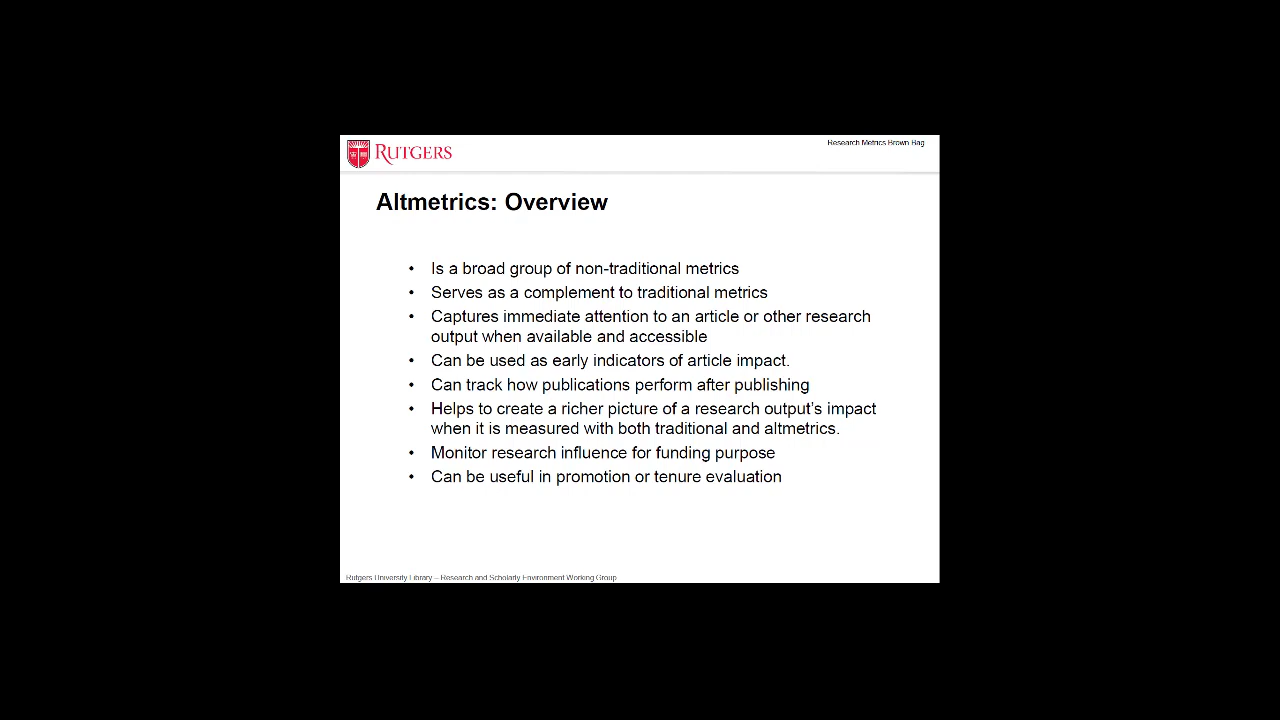 RUTGERS
Research Metrics Brown Bag
Altmetrics: Overview
• Is a broad group of non-traditional metrics
• Serves as a complement to traditional metrics
• Captures immediate attention to an article or other research
output when available and accessible
• Can be used as early indicators of article impact.
• Can track how publications perform after publishing
• Helps to create a richer picture of a research output's impact
when it is measured with both traditional and altmetrics.
• Monitor research influence for funding purpose
• Can be useful in promotion or tenure evaluation
Rutgers University Library – Research and Scholarly Environment Working Group